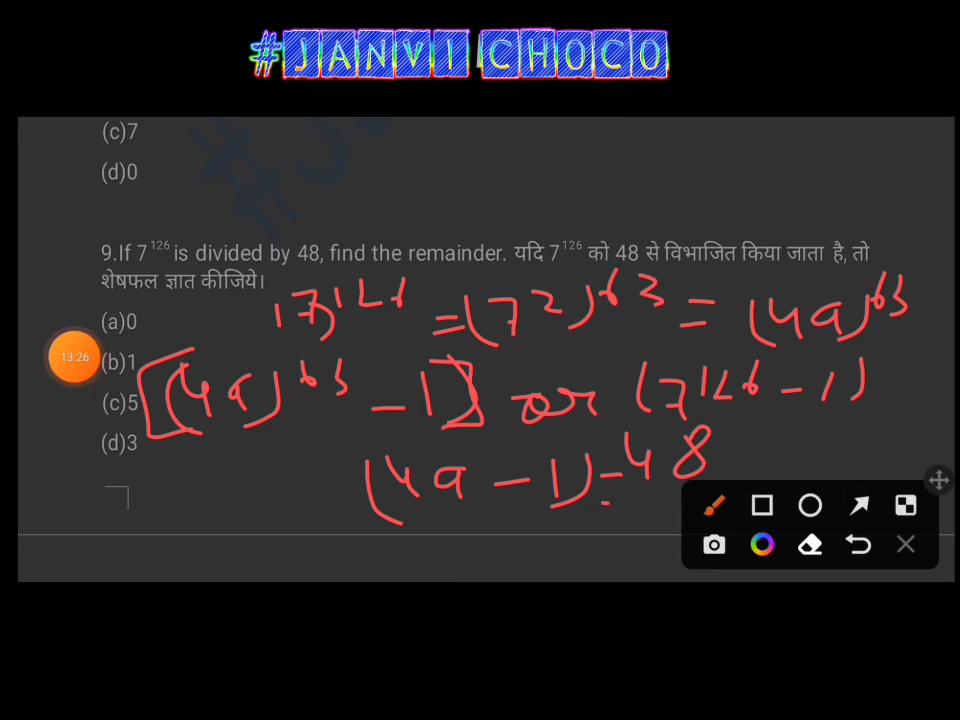 #JANVI CHOCO
(c)7
(d)0
9.If 7¹²⁶ is divided by 48, find the remainder. यदि 7¹²⁶ को 48 से विभाजित किया जाता है, तो
शेषफल ज्ञात कीजिये।
(a)0
(7)¹²⁶ = (7²)⁶³ = (49)⁶³
13:26
(b)1
[(49)⁶³ - 1] or (7¹²⁶ - 1)
(c)5
(d)3
(49 - 1) = 48